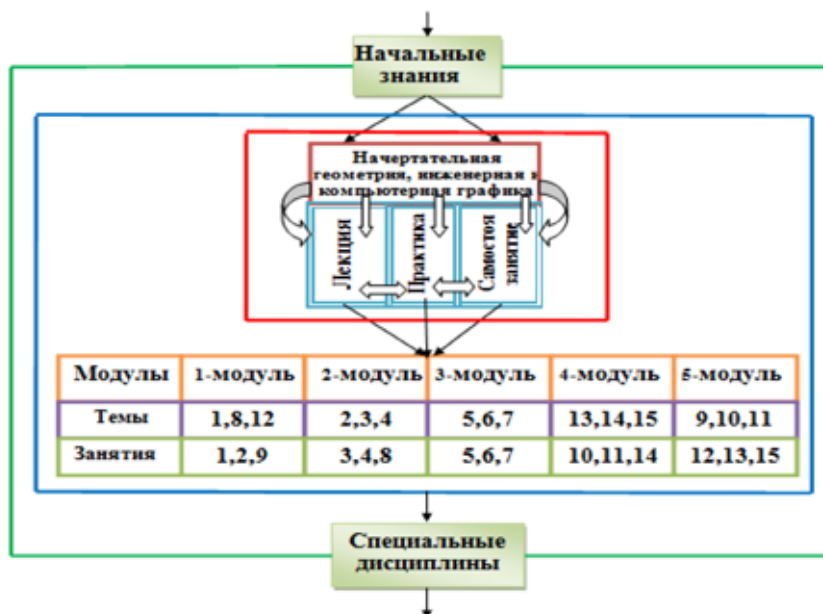 Начальные
знания
Начертательная
геометрия, инженерная и
компьютерная графика
Лекция
Практика
Самостоя
занятие
Модулы 1-модуль 2-модуль 3-модуль 4-модуль 5-модуль
Темы 1,8,12 2,3,4 5,6,7 13,14,15 9,10,11
Занятия 1,2,9 3,4,8 5,6,7 10,11,14 12,13,15
Специальные
дисциплины